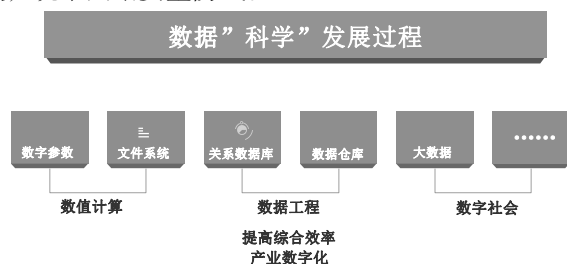 数据”科学”发展过程
数字参数
文件系统
关系数据库
数据仓库
大数据
······
数值计算
数据工程
数字社会
提高综合效率
产业数字化